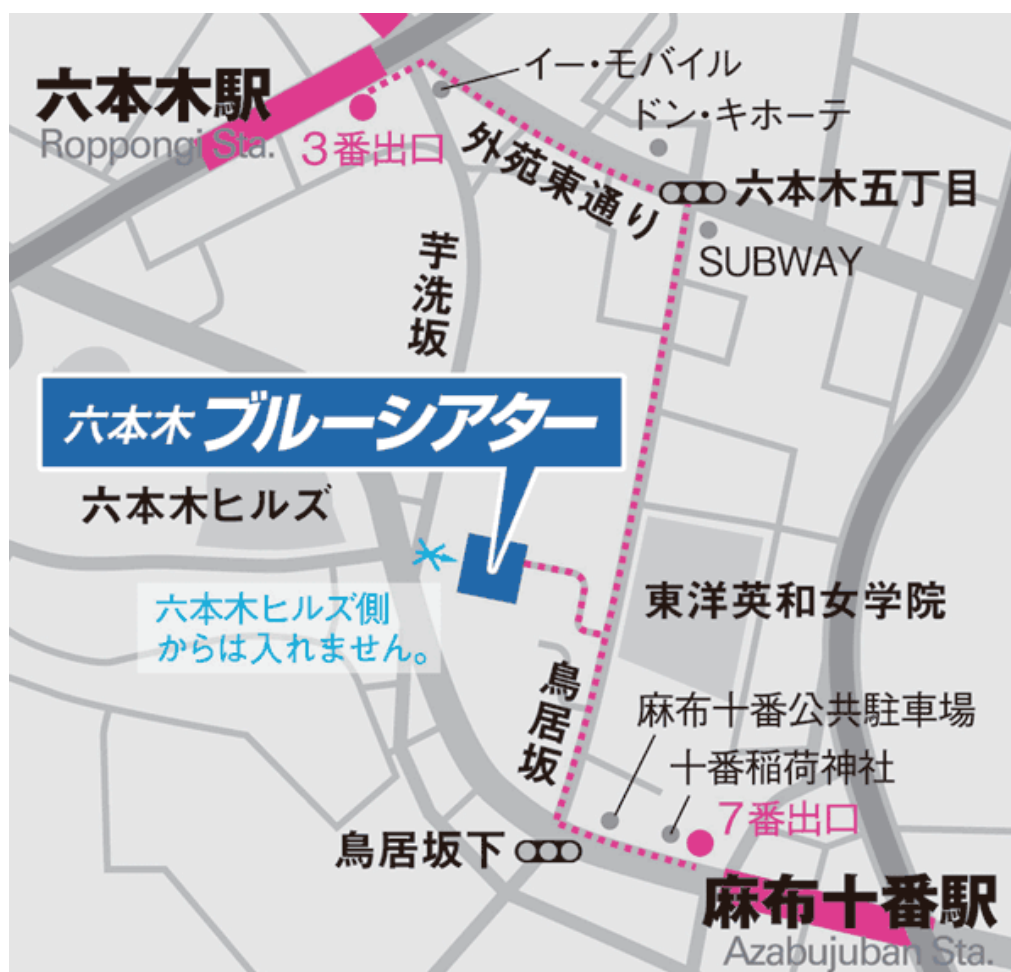 イー・モバイル
六本木駅
Roppongi Sta.
3番出口
ドン・キホーテ
外苑東通り
六本木五丁目
SUBWAY
芋洗坂
六本木 ブルーシアター
六本木ヒルズ
六本木ヒルズ側
からは入れません。
東洋英和女学院
鳥居坂
麻布十番公共駐車場
十番稲荷神社
7番出口
鳥居坂下
麻布十番駅
Azabujuban Sta.